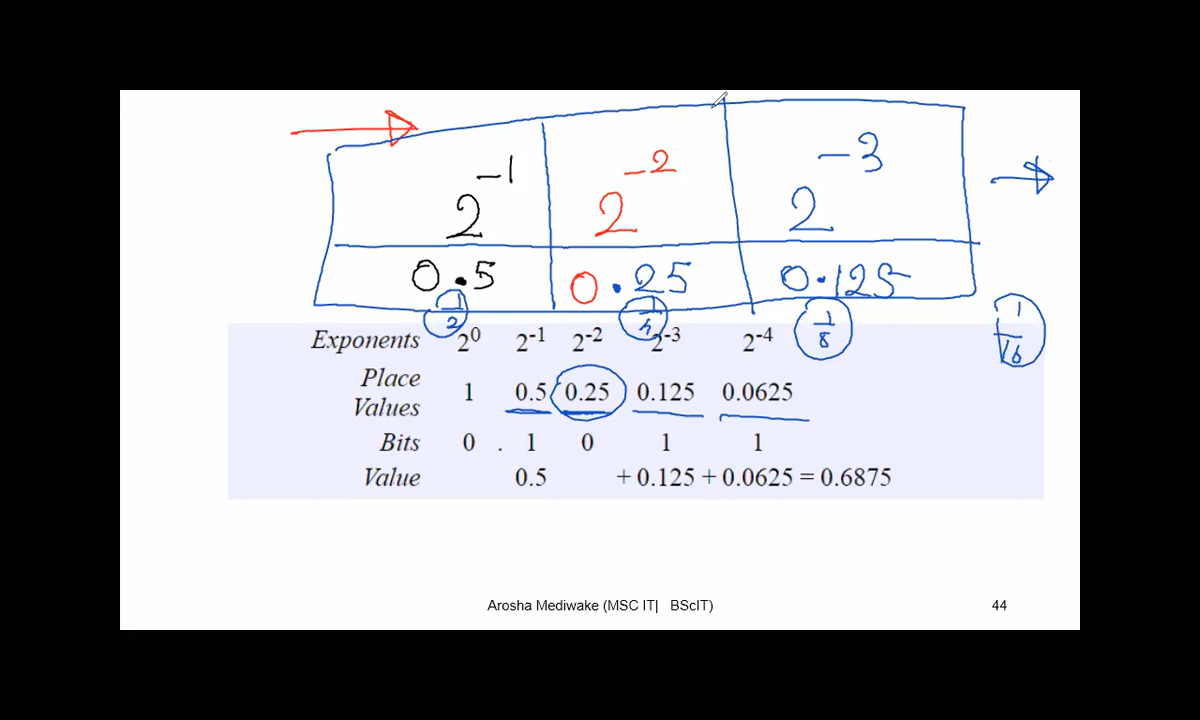 2⁻¹ 2⁻² 2⁻³
0.5 0.25 0.125
1/2 1/4 1/8 1/16
Exponents 2⁰ 2⁻¹ 2⁻² 2⁻³ 2⁻⁴
Place
Values 1 0.5 0.25 0.125 0.0625
Bits 0 . 1 0 1 1
Value 0.5 + 0.125 + 0.0625 = 0.6875
Arosha Mediwake (MSC IT| BScIT) 44